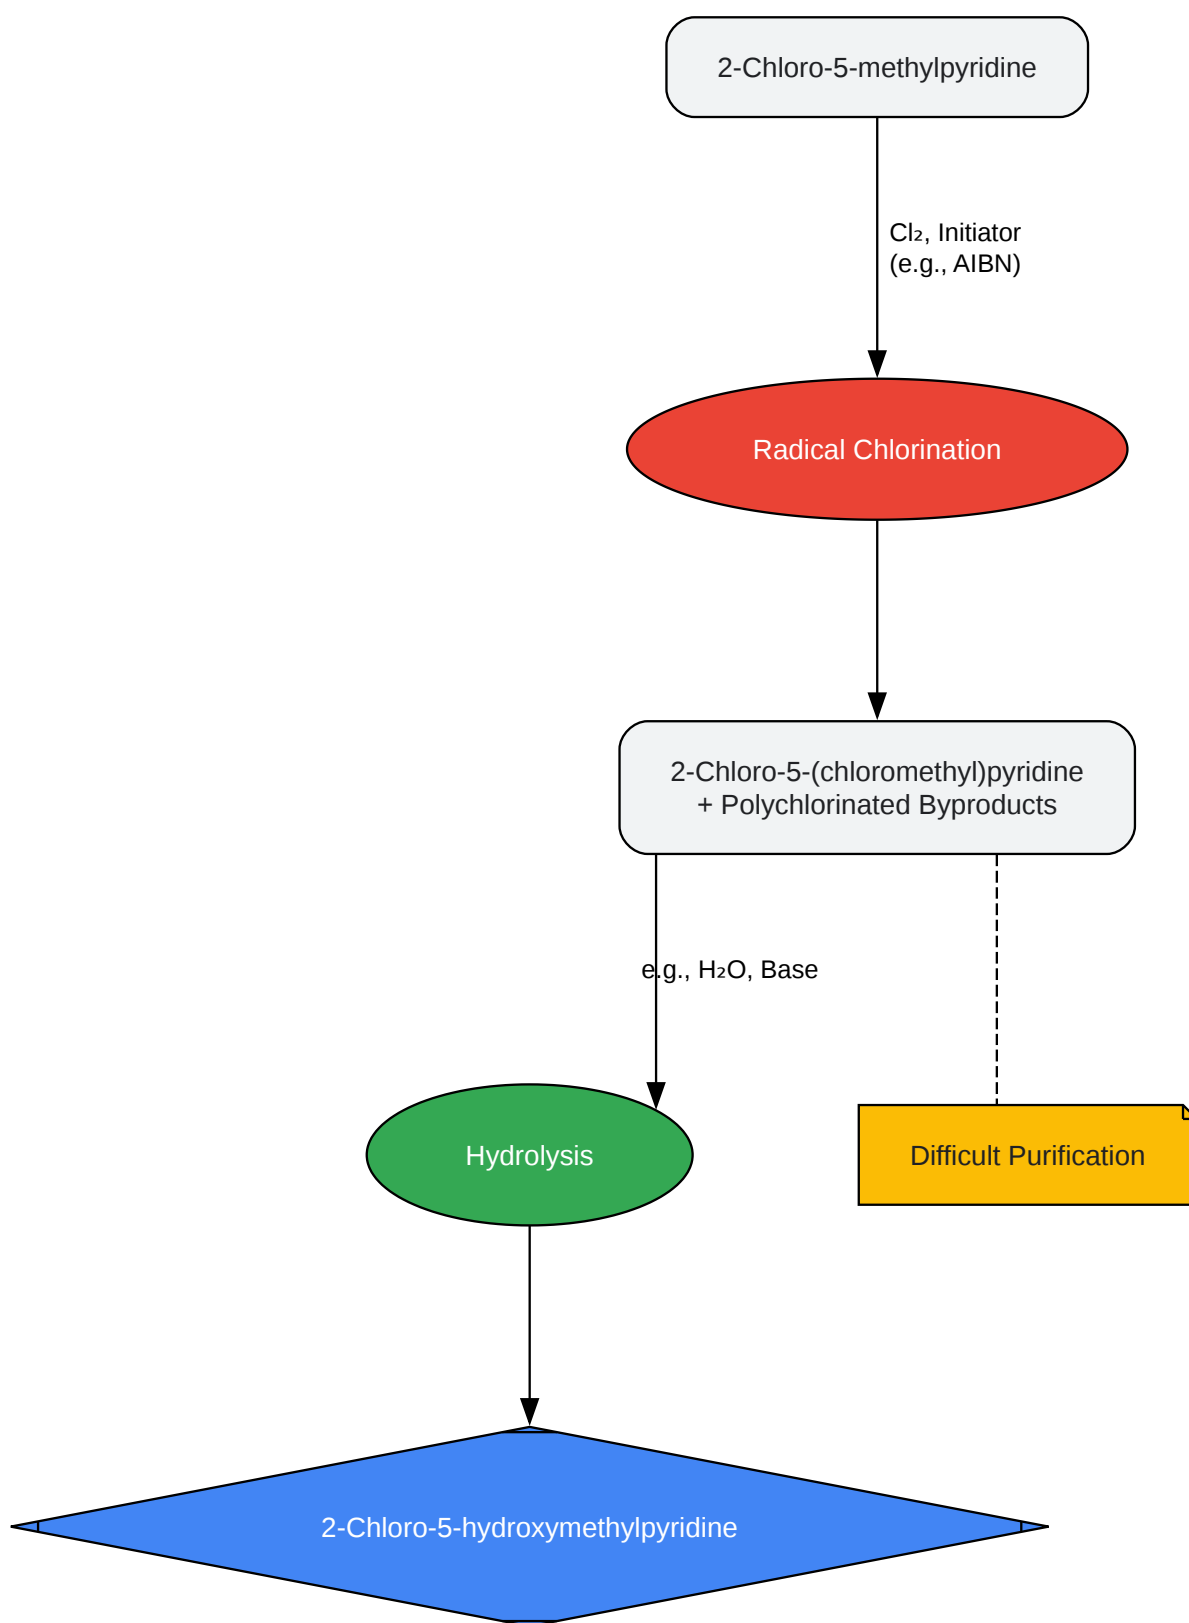 2-Chloro-5-methylpyridine
Cl₂, Initiator
(e.g., AIBN)
Radical Chlorination
2-Chloro-5-(chloromethyl)pyridine
+ Polychlorinated Byproducts
e.g., H₂O, Base
Hydrolysis
Difficult Purification
2-Chloro-5-hydroxymethylpyridine